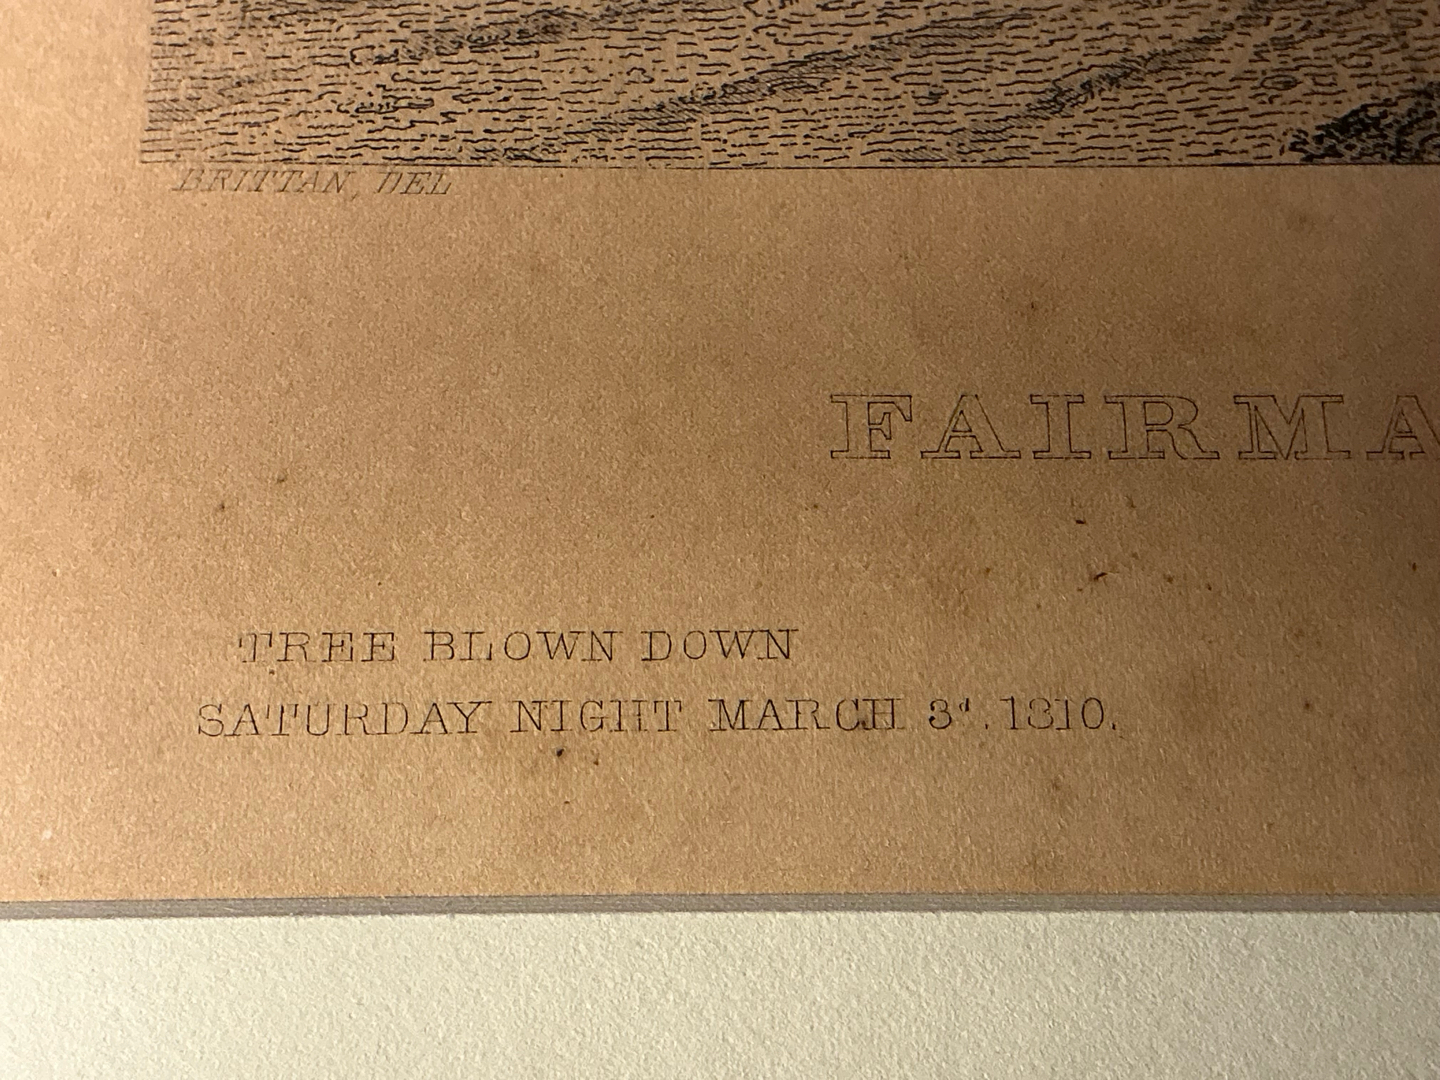 BRITTAN, DEL
FAIRMA
TREE BLOWN DOWN
SATURDAY NIGHT MARCH 3d. 1810.